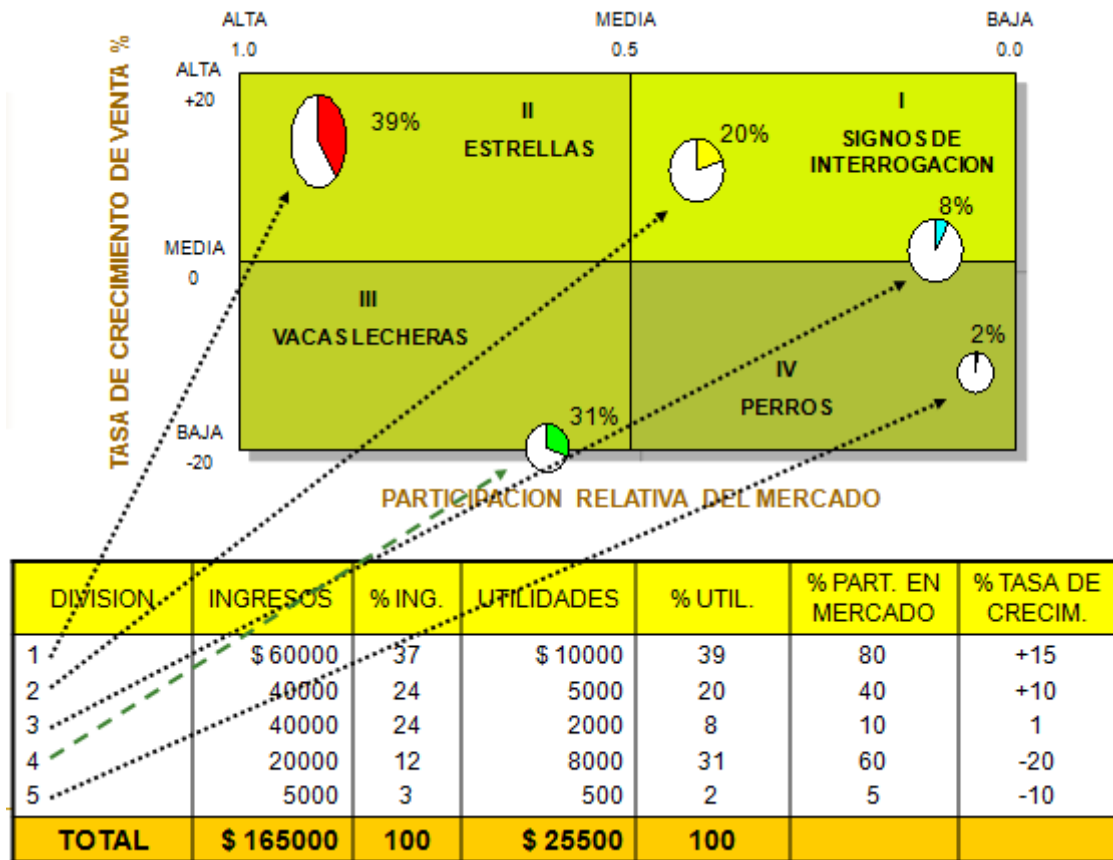 ALTA MEDIA BAJA
1.0 0.5 0.0
TASA DE CRECIMIENTO DE VENTA %
ALTA
+20
MEDIA
0
BAJA
-20
39%
II
ESTRELLAS
20%
I
SIGNOS DE
INTERROGACION
8%
III
VACAS LECHERAS
31%
IV
PERROS
2%
PARTICIPACION RELATIVA DEL MERCADO
DIVISION INGRESOS % ING. UTILIDADES % UTIL. % PART. EN MERCADO % TASA DE CRECIM.
1 $ 60000 37 $ 10000 39 80 +15
2 40000 24 5000 20 40 +10
3 40000 24 2000 8 10 1
4 20000 12 8000 31 60 -20
5 5000 3 500 2 5 -10
TOTAL $ 165000 100 $ 25500 100